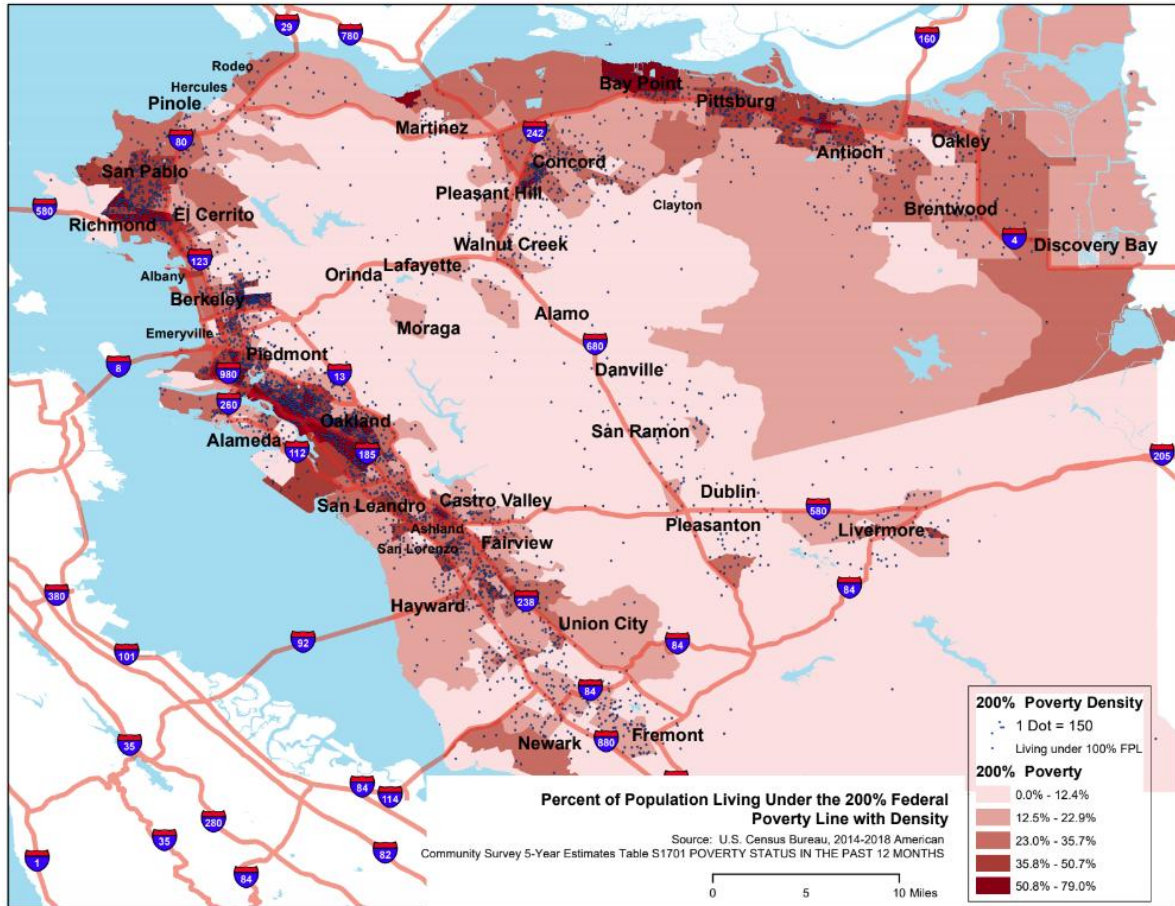 29
780
160
Rodeo
Hercules
Pinole
Bay Point
Pittsburg
Martinez
80
242
Concord
Antioch
Oakley
San Pablo
Pleasant Hill
Clayton
Brentwood
580
Richmond
El Cerrito
Walnut Creek
4
Discovery Bay
123
Albany
Orinda
Lafayette
Berkeley
Alamo
Emeryville
Moraga
680
Piedmont
8
980
13
Danville
260
Oakland
Alameda
112
185
San Ramon
205
San Leandro
Castro Valley
Dublin
580
Ashland
Pleasanton
Livermore
San Lorenzo
Fairview
380
Hayward
238
84
Union City
92
84
101
84
35
Newark
880
Fremont
84
114
280
35
82
1
84
200% Poverty Density
1 Dot = 150
Living under 100% FPL
200% Poverty
0.0% - 12.4%
12.5% - 22.9%
23.0% - 35.7%
35.8% - 50.7%
50.8% - 79.0%
Percent of Population Living Under the 200% Federal
Poverty Line with Density
Source: U.S. Census Bureau, 2014-2018 American
Community Survey 5-Year Estimates Table S1701 POVERTY STATUS IN THE PAST 12 MONTHS
0 5 10 Miles